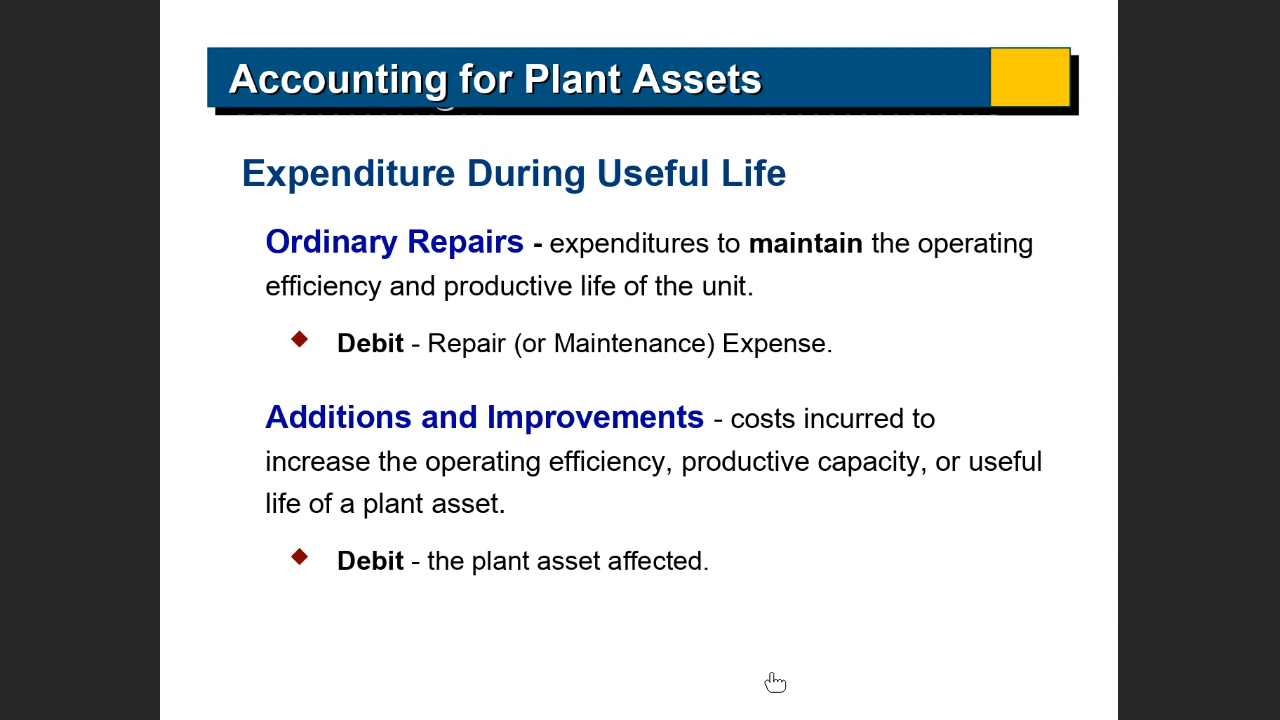 Accounting for Plant Assets
Expenditure During Useful Life
Ordinary Repairs - expenditures to maintain the operating
efficiency and productive life of the unit.
Debit - Repair (or Maintenance) Expense.
Additions and Improvements - costs incurred to
increase the operating efficiency, productive capacity, or useful
life of a plant asset.
Debit - the plant asset affected.